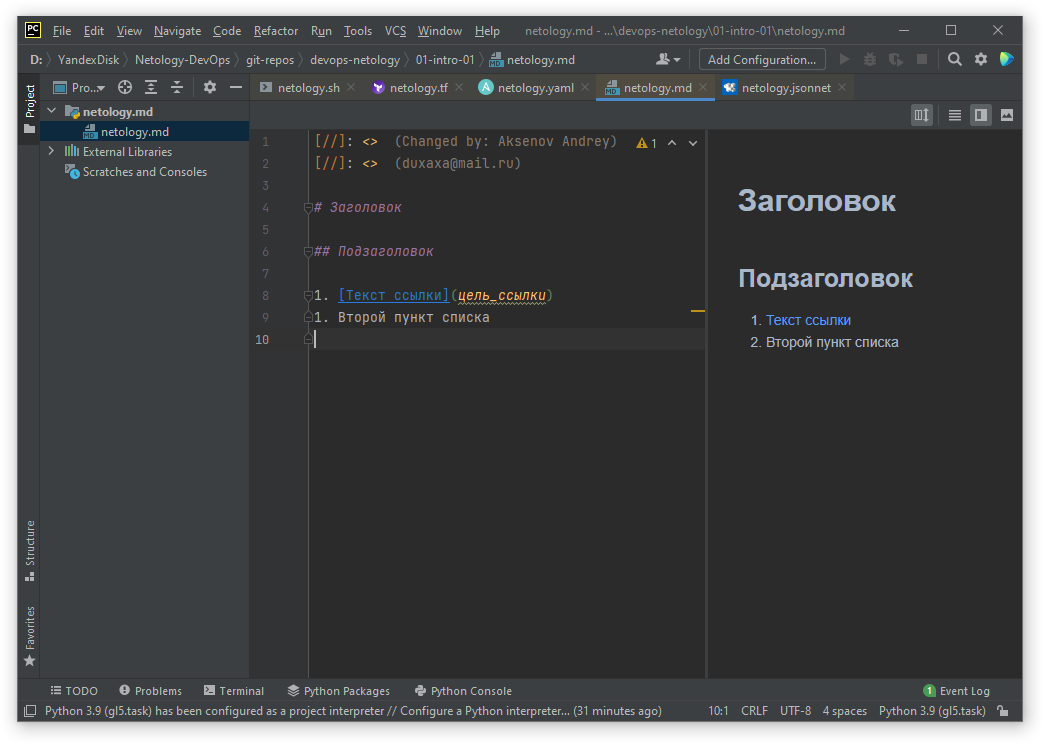 PC File Edit View Navigate Code Refactor Run Tools VCS Window Help netology.md - ...\devops-netology\01-intro-01\netology.md
D: YandexDisk Netology-DevOps git-repos devops-netology 01-intro-01 netology.md Add Configuration...
Project
Pro... netology.sh netology.tf netology.yaml netology.md netology.jsonnet
netology.md
netology.md
External Libraries
Scratches and Consoles
1 [//]: <> (Changed by: Aksenov Andrey) 1
2 [//]: <> (duxaxa@mail.ru)
3
4 # Заголовок
5
6 ## Подзаголовок
7
8 1. [Текст ссылки](цель_ссылки)
9 1. Второй пункт списка
10
Заголовок
Подзаголовок
1. Текст ссылки
2. Второй пункт списка
Structure
Favorites
TODO Problems Terminal Python Packages Python Console 1 Event Log
Python 3.9 (gl5.task) has been configured as a project interpreter // Configure a Python interpreter... (31 minutes ago) 10:1 CRLF UTF-8 4 spaces Python 3.9 (gl5.task)